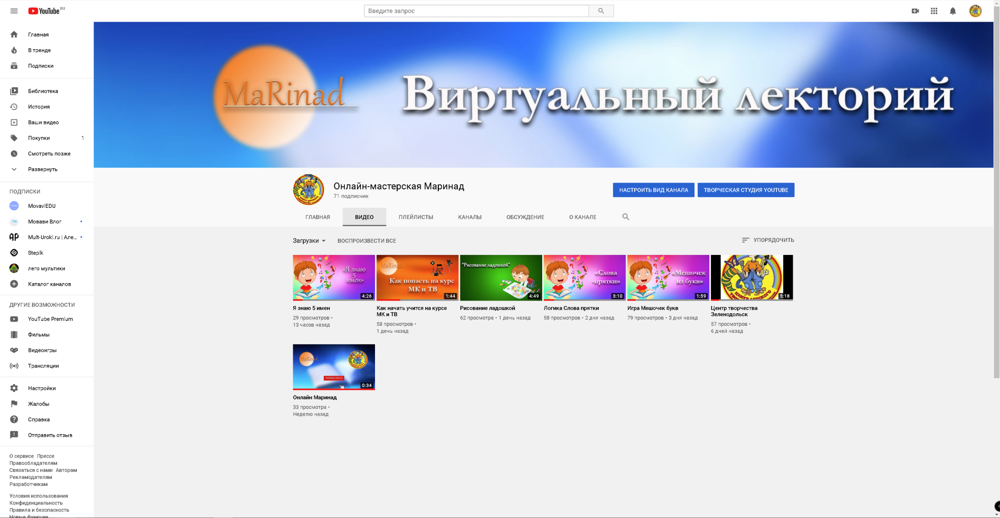 YouTube RU
Введите запрос
Главная
В тренде
Подписки
Библиотека
История
Ваши видео
Покупки 1
Смотреть позже
Развернуть
ПОДПИСКИ
MovaviEDU
Мовави Влог
Mult-Uroki.ru | Але...
Stepik
лего мультики
Каталог каналов
ДРУГИЕ ВОЗМОЖНОСТИ
YouTube Premium
Фильмы
Видеоигры
Трансляции
Настройки
Жалобы
Справка
Отправить отзыв
О сервисе Прессе
Правообладателям
Связаться с нами Авторам
Рекламодателям
Разработчикам
Условия использования
Конфиденциальность
Правила и безопасность
Новые функции
MaRinad
Виртуальный лекторий
Онлайн-мастерская Маринад
71 подписчик
НАСТРОИТЬ ВИД КАНАЛА
ТВОРЧЕСКАЯ СТУДИЯ YOUTUBE
ГЛАВНАЯ ВИДЕО ПЛЕЙЛИСТЫ КАНАЛЫ ОБСУЖДЕНИЕ О КАНАЛЕ
Загрузки ВОСПРОИЗВЕСТИ ВСЕ
УПОРЯДОЧИТЬ
«Я знаю
5
имен»
4:26
Я знаю 5 имен
29 просмотров •
13 часов назад
MaRinad
Как попасть на курс
МК и ТВ
1:44
Как начать учится на курсе
МК и ТВ
58 просмотров •
1 день назад
"Рисование ладошкой"
4:49
Рисование ладошкой
62 просмотра • 1 день назад
«Слова
-прятки»
3:10
Логика Слова прятки
58 просмотров • 2 дня назад
«Мешочек
из букв»
1:59
Игра Мешочек букв
79 просмотров • 3 дня назад
5:18
Центр творчества
Зеленодольск
57 просмотров •
6 дней назад
MaRinad
ПОДПИСАТЬСЯ
0:34
Онлайн Маринад
33 просмотра •
Неделю назад